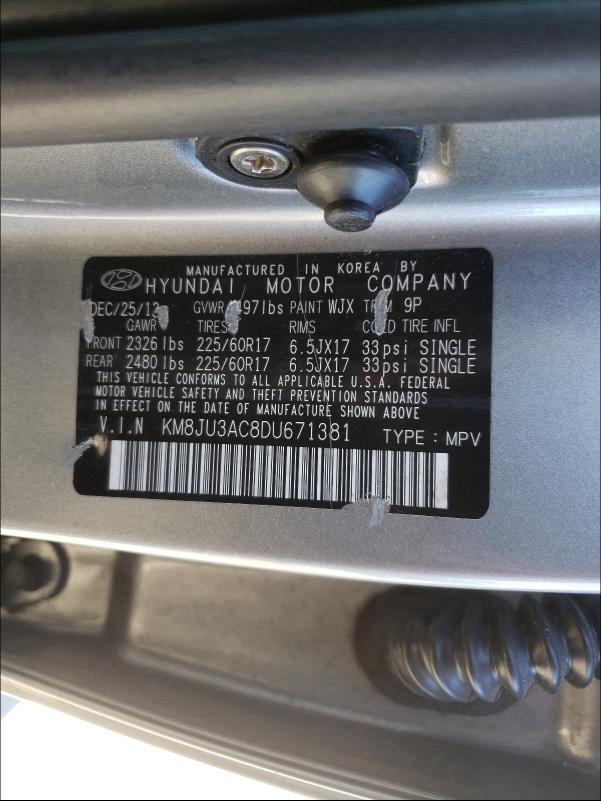 MANUFACTURED IN KOREA BY
HYUNDAI MOTOR COMPANY
DEC/25/12 GVWR 497lbs PAINT WJX TRIM 9P
GAWR TIRES RIMS COLD TIRE INFL
FRONT 2326 lbs 225/60R17 6.5JX17 33psi SINGLE
REAR 2480 lbs 225/60R17 6.5JX17 33psi SINGLE
THIS VEHICLE CONFORMS TO ALL APPLICABLE U.S.A. FEDERAL
MOTOR VEHICLE SAFETY AND THEFT PREVENTION STANDARDS
IN EFFECT ON THE DATE OF MANUFACTURE SHOWN ABOVE
V.I.N KM8JU3AC8DU671381 TYPE : MPV